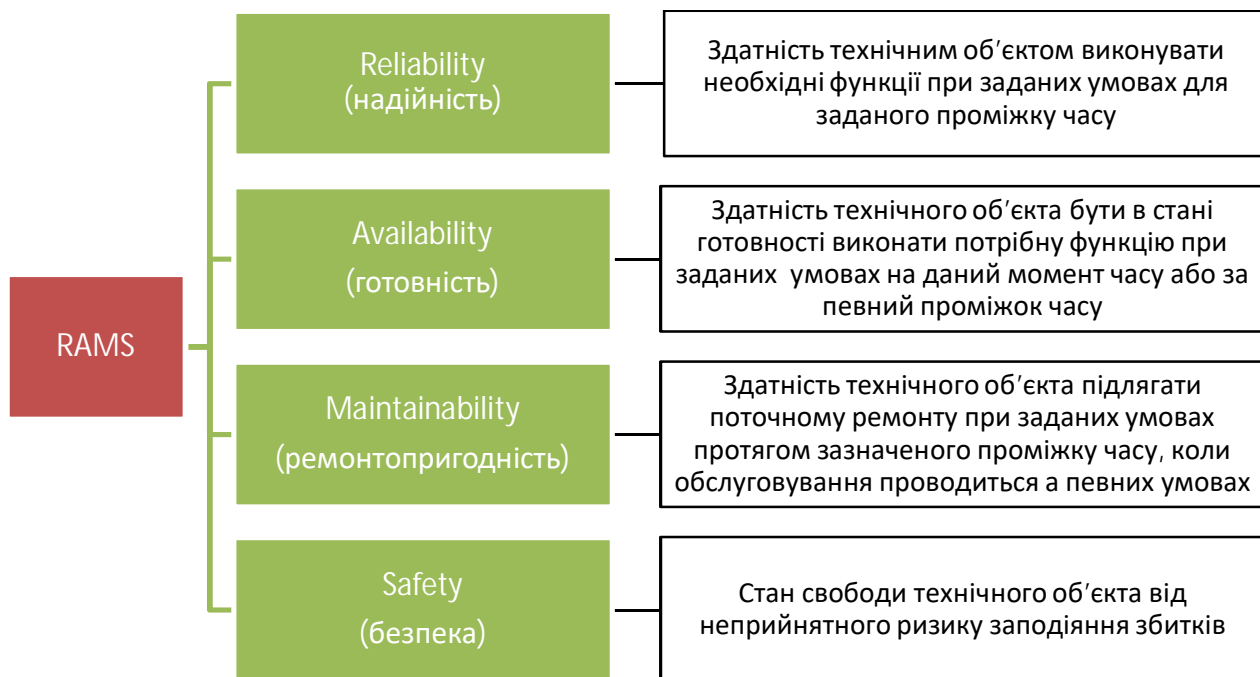 RAMS
Reliability
(надійність)
Здатність технічним об’єктом виконувати
необхідні функції при заданих умовах для
заданого проміжку часу
Availability
(готовність)
Здатність технічного об’єкта бути в стані
готовності виконати потрібну функцію при
заданих умовах на даний момент часу або за
певний проміжок часу
Maintainability
(ремонтопригодність)
Здатність технічного об’єкта підлягати
поточному ремонту при заданих умовах
протягом зазначеного проміжку часу, коли
обслуговування проводиться а певних умовах
Safety
(безпека)
Стан свободи технічного об’єкта від
неприйнятного ризику заподіяння збитків